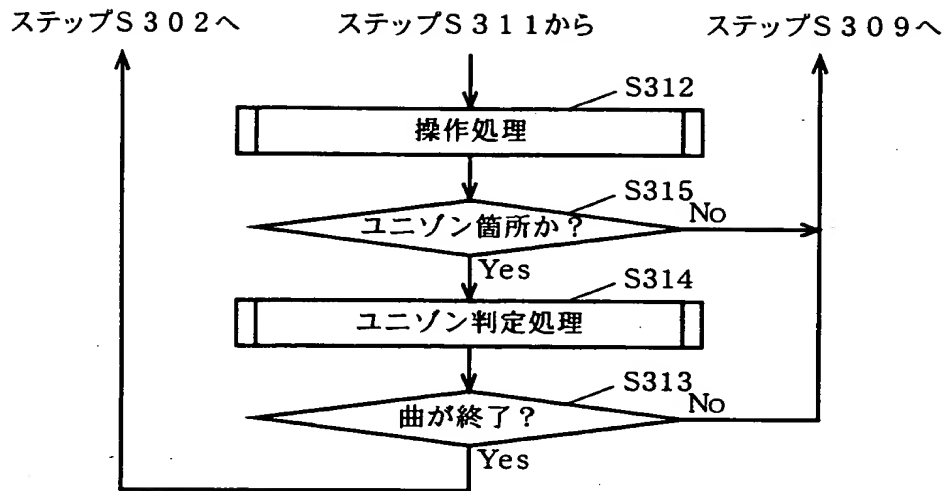 ステップS302へ
ステップS311から
ステップS309へ
S312
操作処理
S315
ユニゾン箇所か?
No
Yes
S314
ユニゾン判定処理
S313
曲が終了?
No
Yes